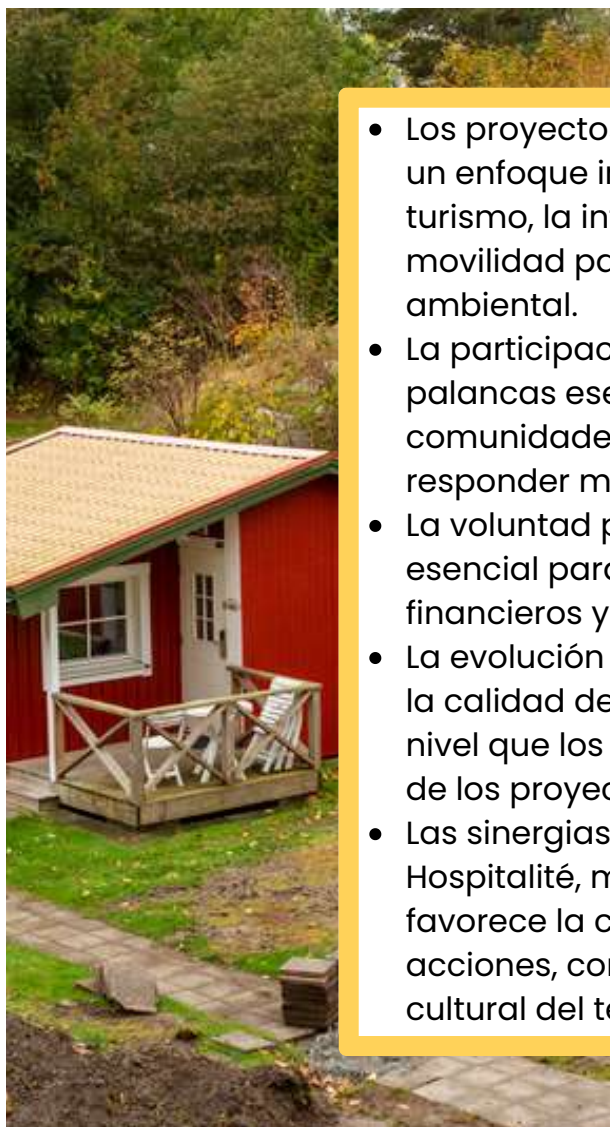 • Los proyecto
un enfoque i
turismo, la in
movilidad pa
ambiental.
• La participac
palancas ese
comunidade
responder m
• La voluntad p
esencial para
financieros y
• La evolución
la calidad de
nivel que los
de los proyec
• Las sinergias
Hospitalité, m
favorece la c
acciones, co
cultural del te